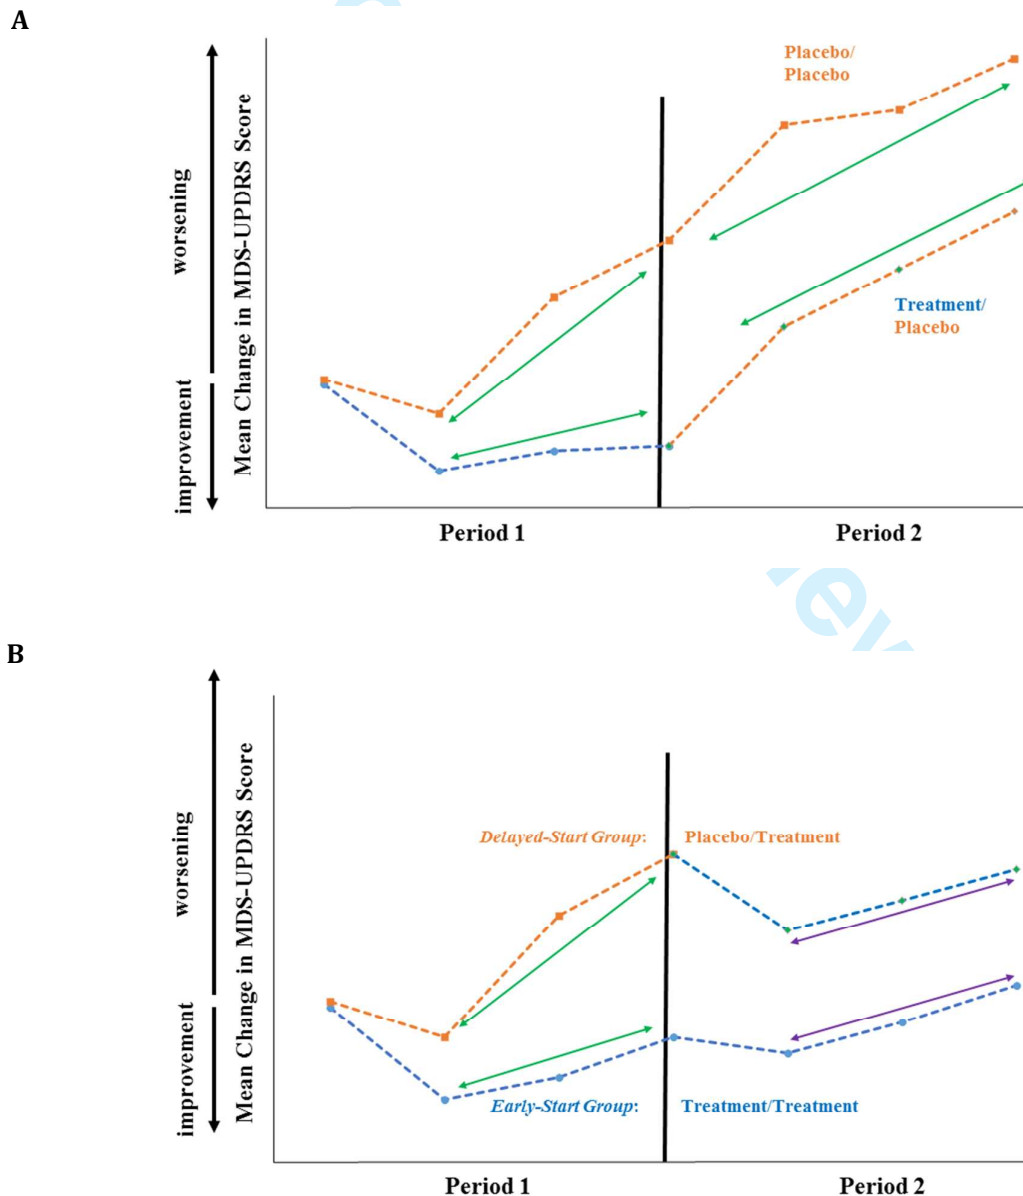 A
Placebo/
Placebo
worsening
improvement
Mean Change in MDS-UPDRS Score
Treatment/
Placebo
Period 1
Period 2
B
worsening
improvement
Mean Change in MDS-UPDRS Score
Delayed-Start Group: Placebo/Treatment
Early-Start Group: Treatment/Treatment
Period 1
Period 2